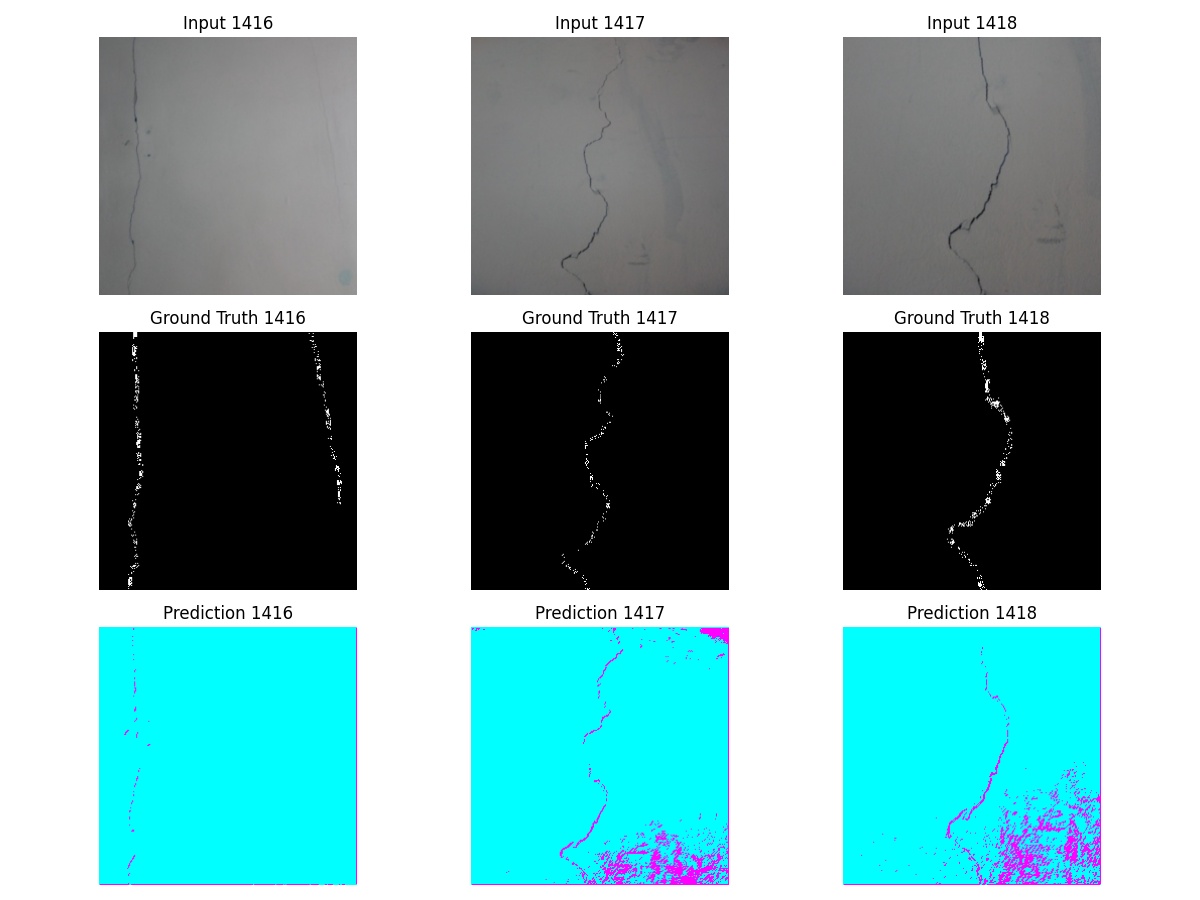 Input 1416
Input 1417
Input 1418
Ground Truth 1416
Ground Truth 1417
Ground Truth 1418
Prediction 1416
Prediction 1417
Prediction 1418